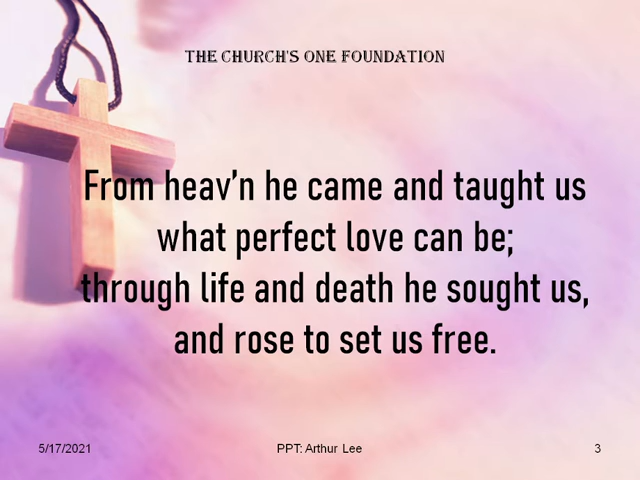 THE CHURCH'S ONE FOUNDATION
From heav'n he came and taught us
what perfect love can be;
through life and death he sought us,
and rose to set us free.
5/17/2021
PPT: Arthur Lee
3